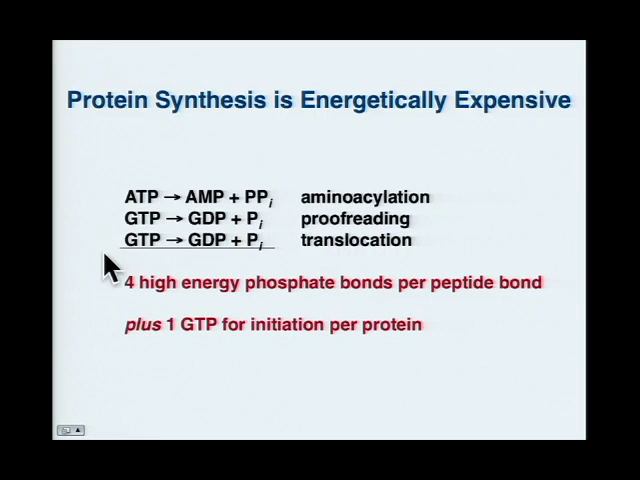 Protein Synthesis is Energetically Expensive
ATP → AMP + PPi aminoacylation
GTP → GDP + Pi proofreading
GTP → GDP + Pi translocation
4 high energy phosphate bonds per peptide bond
plus 1 GTP for initiation per protein